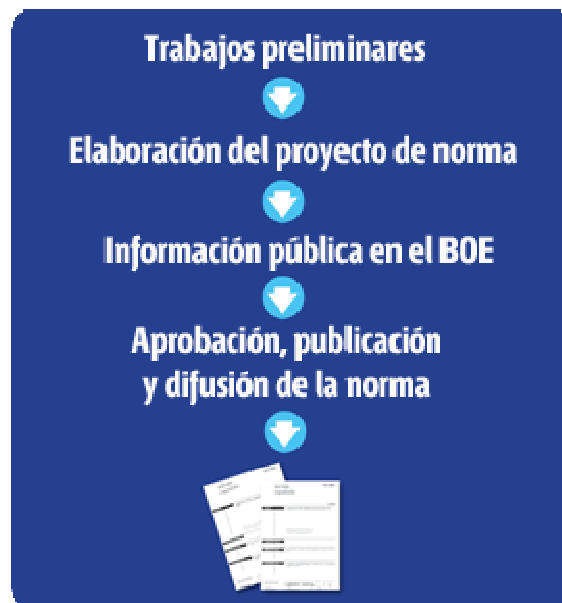 Trabajos preliminares
Elaboración del proyecto de norma
Información pública en el BOE
Aprobación, publicación
y difusión de la norma